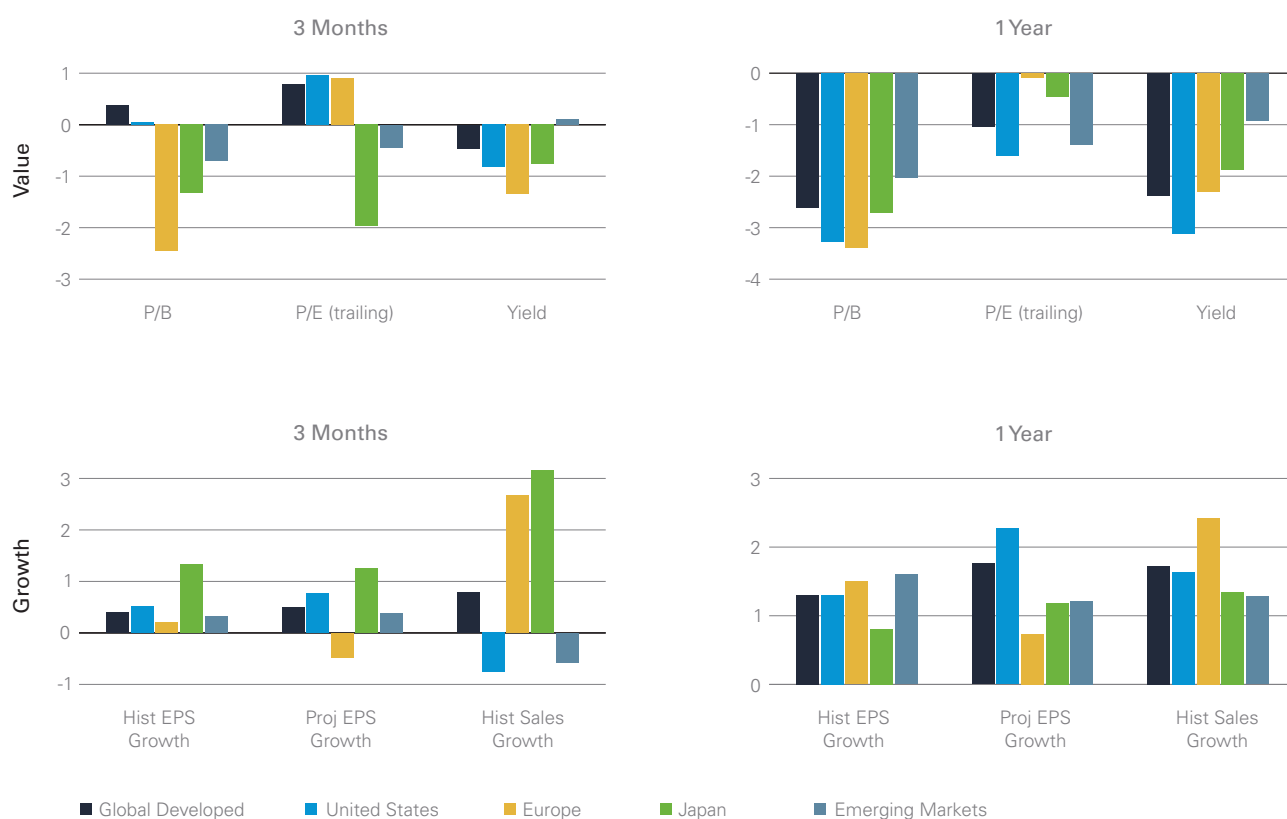 3 Months
1 Year
Value
1
0
-1
-2
-3
P/B
P/E (trailing)
Yield
0
-1
-2
-3
-4
P/B
P/E (trailing)
Yield
3 Months
1 Year
Growth
3
2
1
0
-1
Hist EPS
Growth
Proj EPS
Growth
Hist Sales
Growth
3
2
1
0
Hist EPS
Growth
Proj EPS
Growth
Hist Sales
Growth
Global Developed
United States
Europe
Japan
Emerging Markets